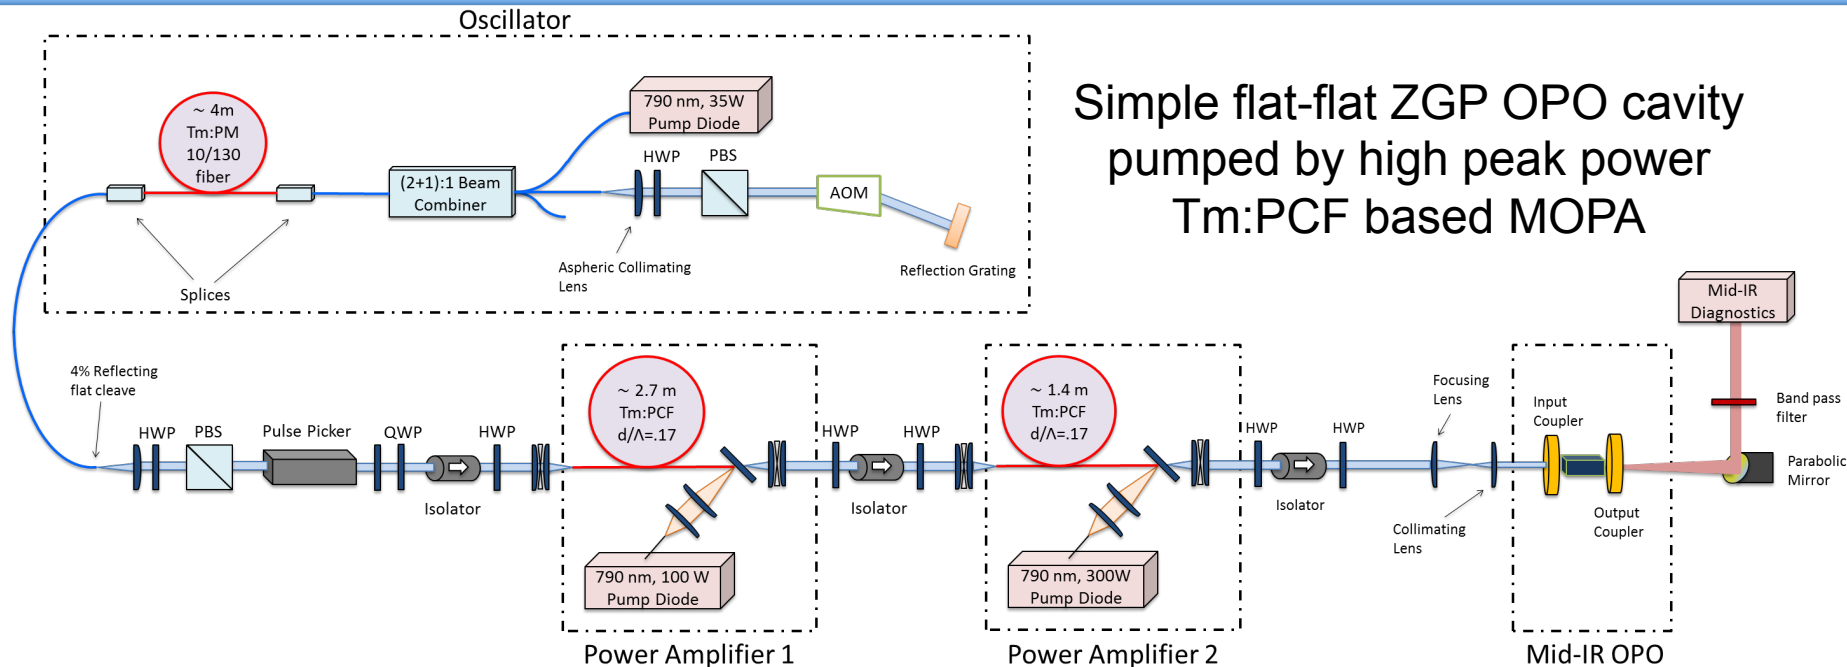 Oscillator
Simple flat-flat ZGP OPO cavity
pumped by high peak power
Tm:PCF based MOPA
~ 4m
Tm:PM
10/130
fiber
790 nm, 35W
Pump Diode
(2+1):1 Beam
Combiner
HWP
PBS
AOM
Splices
Aspheric Collimating
Lens
Reflection Grating
Mid-IR
Diagnostics
4% Reflecting
flat cleave
HWP
PBS
Pulse Picker
QWP
Isolator
HWP
~ 2.7 m
Tm:PCF
d/Λ=.17
790 nm, 100 W
Pump Diode
Power Amplifier 1
HWP
Isolator
HWP
~ 1.4 m
Tm:PCF
d/Λ=.17
790 nm, 300W
Pump Diode
Power Amplifier 2
HWP
Isolator
HWP
Focusing
Lens
Collimating
Lens
Input
Coupler
Output
Coupler
Mid-IR OPO
Band pass
filter
Parabolic
Mirror